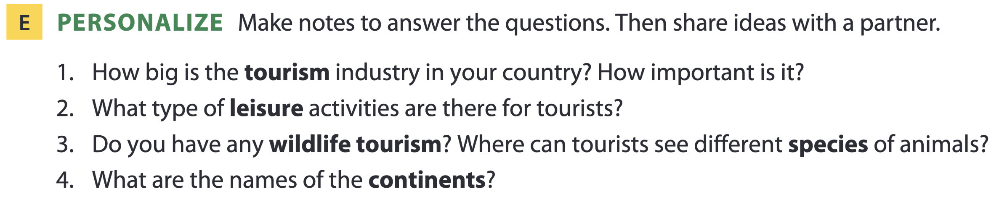 E PERSONALIZE Make notes to answer the questions. Then share ideas with a partner.
1. How big is the tourism industry in your country? How important is it?
2. What type of leisure activities are there for tourists?
3. Do you have any wildlife tourism? Where can tourists see different species of animals?
4. What are the names of the continents?